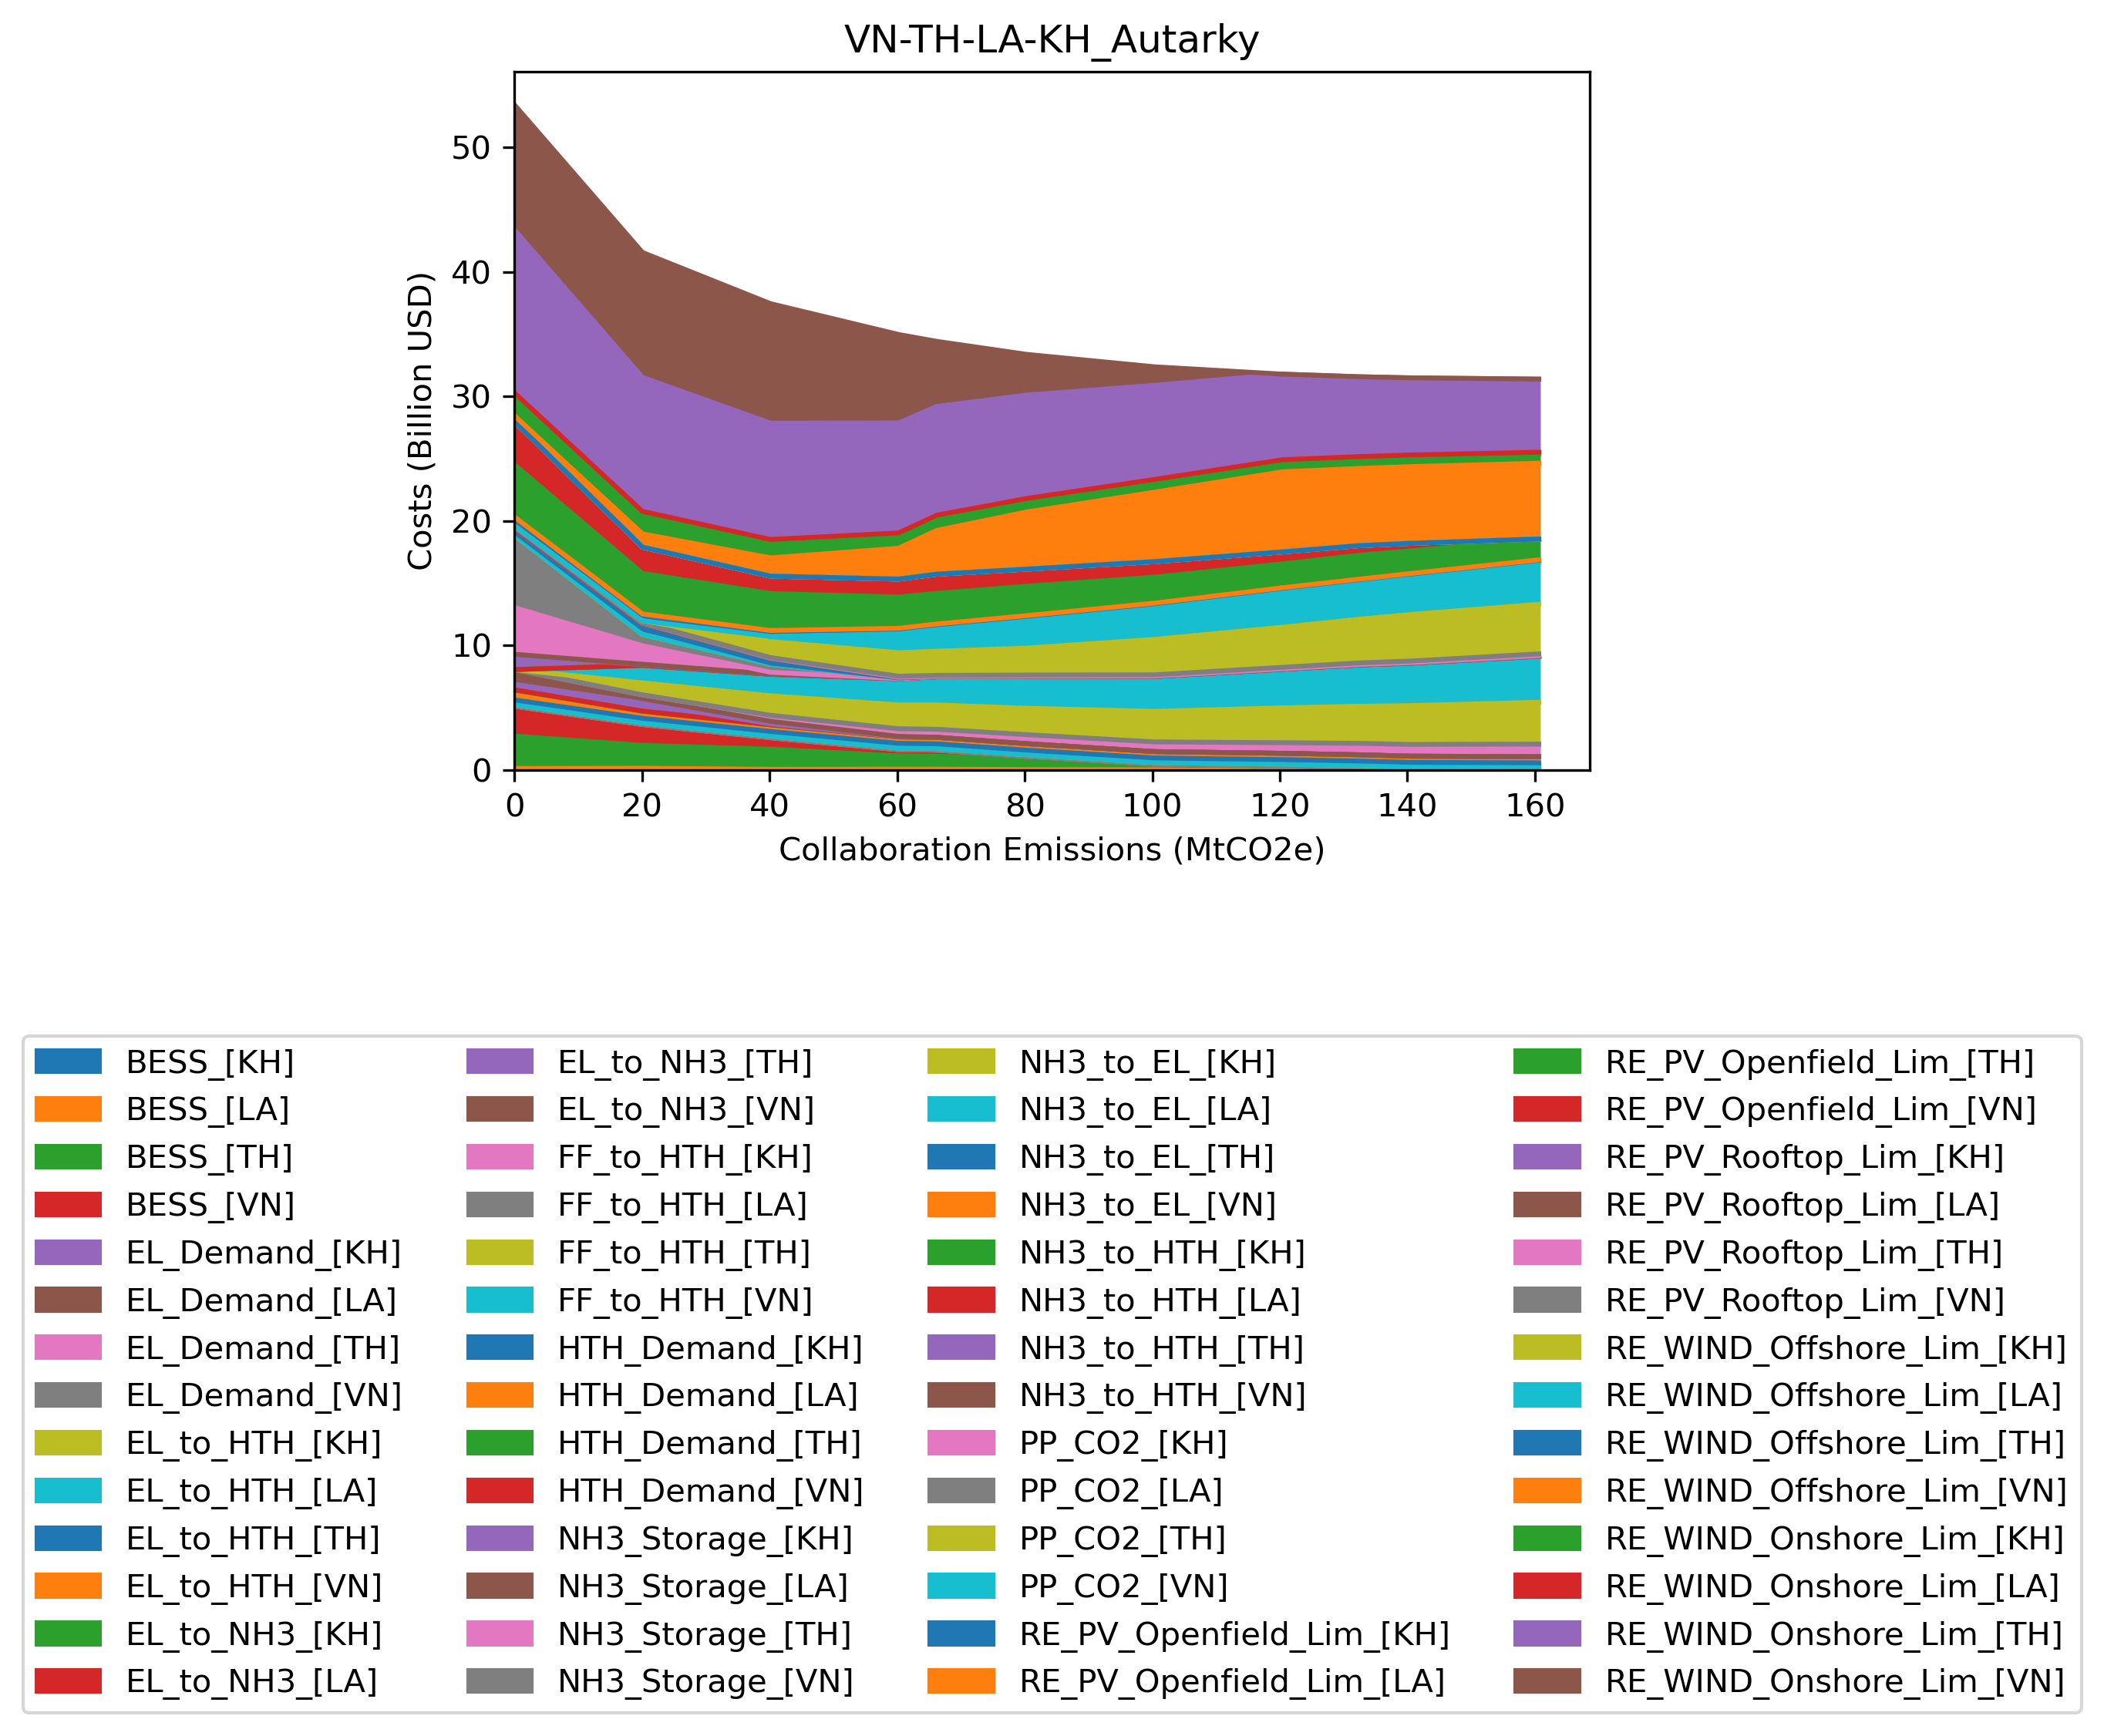 VN-TH-LA-KH_Autarky
Costs (Billion USD)
50
40
30
20
10
0
0 20 40 60 80 100 120 140 160
Collaboration Emissions (MtCO2e)
BESS_[KH]
BESS_[LA]
BESS_[TH]
BESS_[VN]
EL_Demand_[KH]
EL_Demand_[LA]
EL_Demand_[TH]
EL_Demand_[VN]
EL_to_HTH_[KH]
EL_to_HTH_[LA]
EL_to_HTH_[TH]
EL_to_HTH_[VN]
EL_to_NH3_[KH]
EL_to_NH3_[LA]
EL_to_NH3_[TH]
EL_to_NH3_[VN]
FF_to_HTH_[KH]
FF_to_HTH_[LA]
FF_to_HTH_[TH]
FF_to_HTH_[VN]
HTH_Demand_[KH]
HTH_Demand_[LA]
HTH_Demand_[TH]
HTH_Demand_[VN]
NH3_Storage_[KH]
NH3_Storage_[LA]
NH3_Storage_[TH]
NH3_Storage_[VN]
NH3_to_EL_[KH]
NH3_to_EL_[LA]
NH3_to_EL_[TH]
NH3_to_EL_[VN]
NH3_to_HTH_[KH]
NH3_to_HTH_[LA]
NH3_to_HTH_[TH]
NH3_to_HTH_[VN]
PP_CO2_[KH]
PP_CO2_[LA]
PP_CO2_[TH]
PP_CO2_[VN]
RE_PV_Openfield_Lim_[KH]
RE_PV_Openfield_Lim_[LA]
RE_PV_Openfield_Lim_[TH]
RE_PV_Openfield_Lim_[VN]
RE_PV_Rooftop_Lim_[KH]
RE_PV_Rooftop_Lim_[LA]
RE_PV_Rooftop_Lim_[TH]
RE_PV_Rooftop_Lim_[VN]
RE_WIND_Offshore_Lim_[KH]
RE_WIND_Offshore_Lim_[LA]
RE_WIND_Offshore_Lim_[TH]
RE_WIND_Offshore_Lim_[VN]
RE_WIND_Onshore_Lim_[KH]
RE_WIND_Onshore_Lim_[LA]
RE_WIND_Onshore_Lim_[TH]
RE_WIND_Onshore_Lim_[VN]